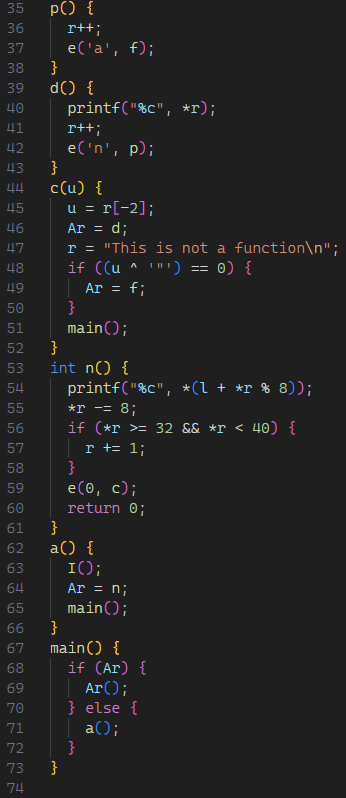 35 p() {
36   r++;
37   e('a', f);
38 }
39 d() {
40   printf("%c", *r);
41   r++;
42   e('n', p);
43 }
44 c(u) {
45   u = r[-2];
46   Ar = d;
47   r = "This is not a function\n";
48   if ((u ^ '"') == 0) {
49     Ar = f;
50   }
51   main();
52 }
53 int n() {
54   printf("%c", *(l + *r % 8));
55   *r -= 8;
56   if (*r >= 32 && *r < 40) {
57     r += 1;
58   }
59   e(0, c);
60   return 0;
61 }
62 a() {
63   I();
64   Ar = n;
65   main();
66 }
67 main() {
68   if (Ar) {
69     Ar();
70   } else {
71     a();
72   }
73 }
74